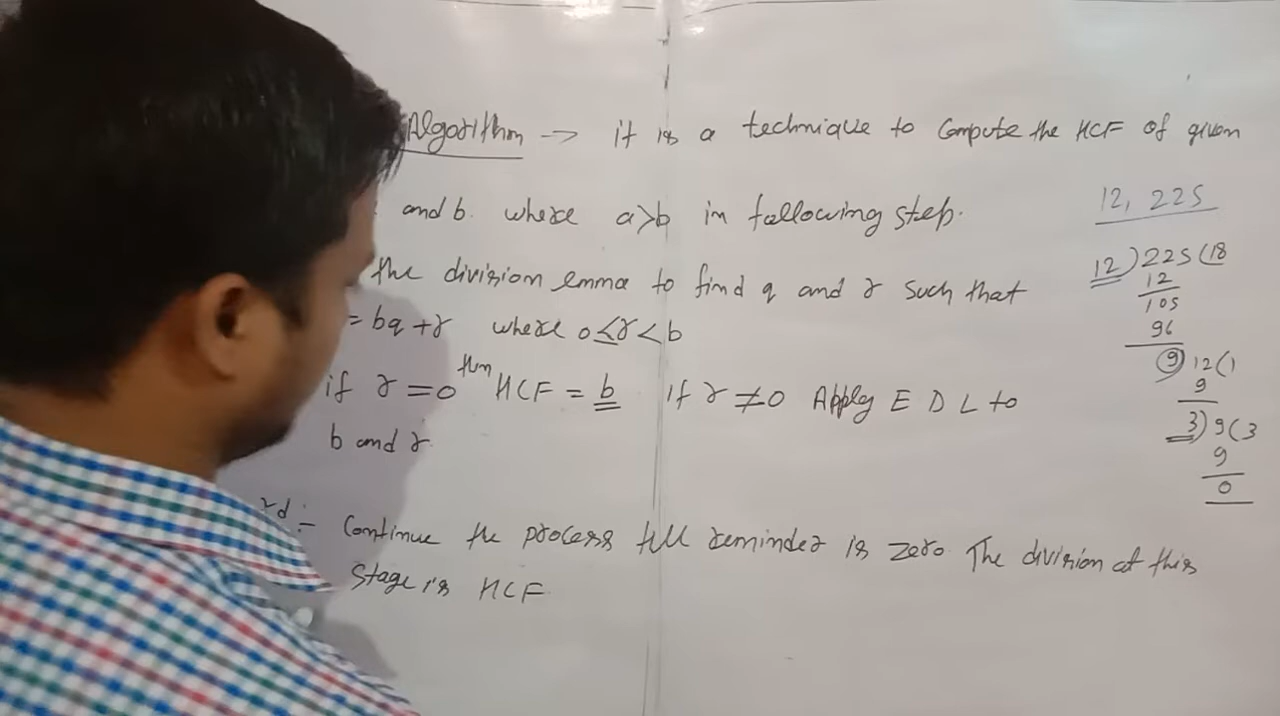 Algorithm → it is a technique to Compute the HCF of given
and b. where a>b in following step.
12, 225
the division emma to find q and r such that
= bq + r where 0 ≤ r < b
12 ) 225 ( 18
12
105
96
9 12 ( 1
9
3 ) 9 ( 3
9
0
if r = 0 then HCF = b if r ≠ 0 Apply E D L to
b and r.
rd :- Continue the process till reminder is zero The division at this
Stage is HCF